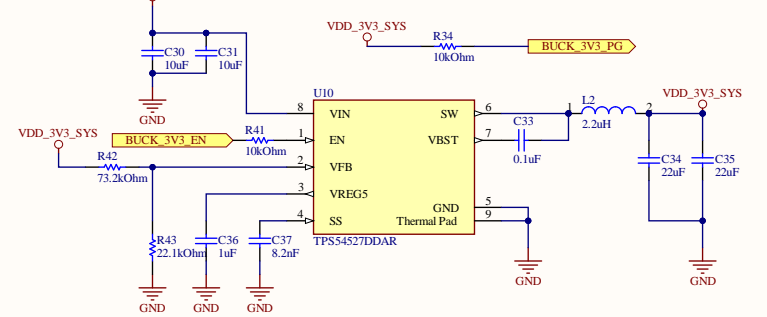 VDD_3V3_SYS
R34
10kOhm
BUCK_3V3_PG
C30
10uF
C31
10uF
GND
U10
8 VIN SW 6
1 EN VBST 7
2 VFB
3 VREG5
4 SS
GND 5
Thermal Pad 9
TPS54527DDAR
VDD_3V3_SYS
BUCK_3V3_EN
R41
10kOhm
R42
73.2kOhm
R43
22.1kOhm
C36
1uF
C37
8.2nF
GND
GND
GND
C33
0.1uF
1 L2 2
2.2uH
VDD_3V3_SYS
C34
22uF
C35
22uF
GND
GND